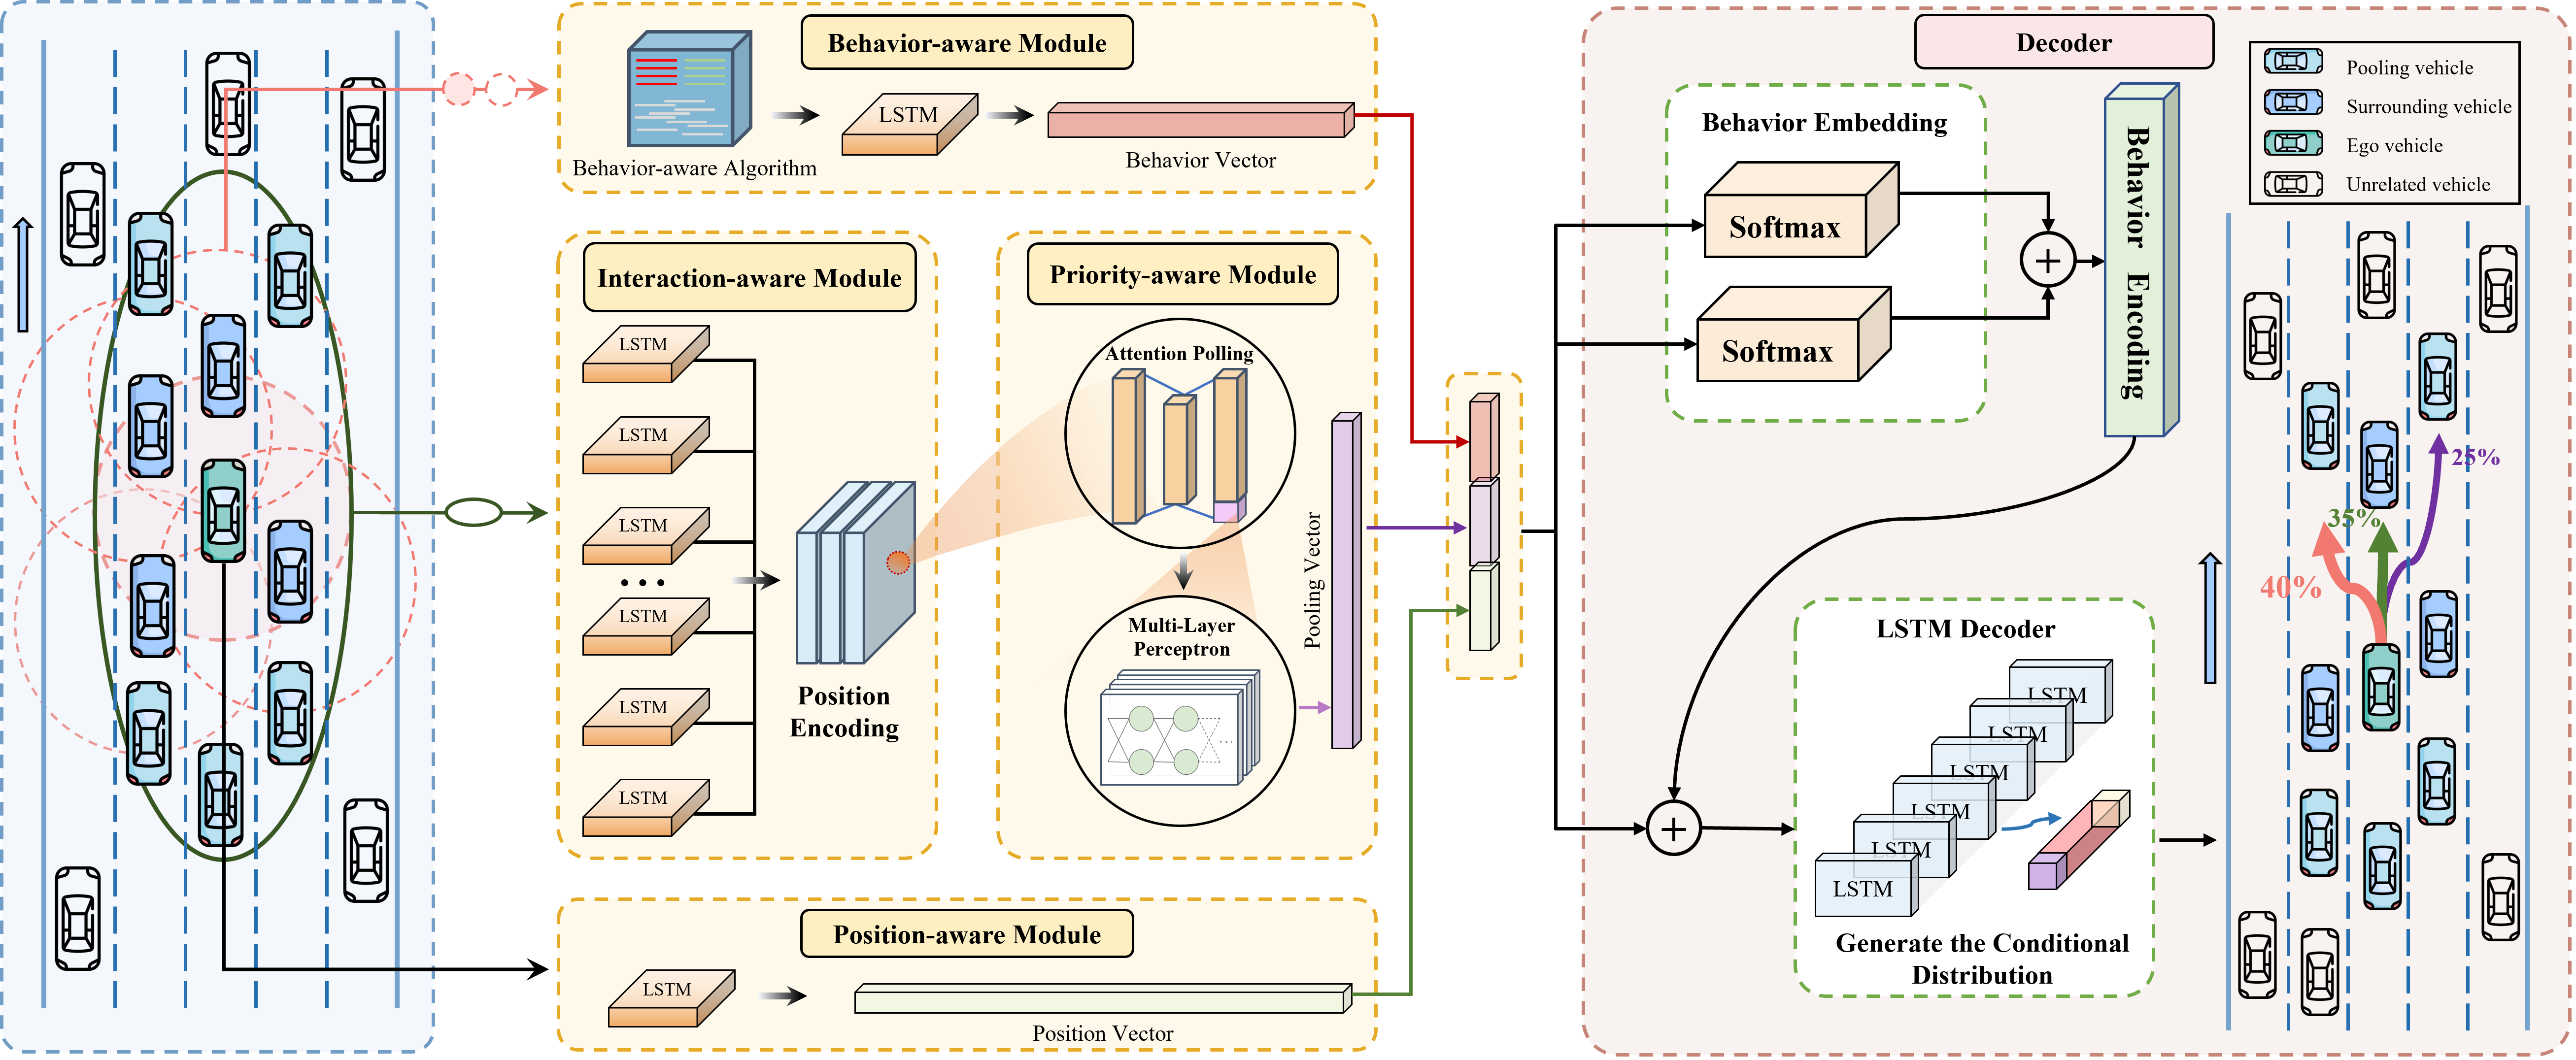 Behavior-aware Module
LSTM
Behavior-aware Algorithm
Behavior Vector
Interaction-aware Module
LSTM
LSTM
LSTM
...
LSTM
LSTM
LSTM
Position
Encoding
Priority-aware Module
Attention Polling
Multi-Layer
Perceptron
...
Pooling Vector
Position-aware Module
LSTM
Position Vector
Decoder
Behavior Embedding
Softmax
Softmax
+
Behavior Encoding
+
LSTM Decoder
LSTM
LSTM
LSTM
LSTM
LSTM
LSTM
Generate the Conditional
Distribution
Pooling vehicle
Surrounding vehicle
Ego vehicle
Unrelated vehicle
25%
35%
40%